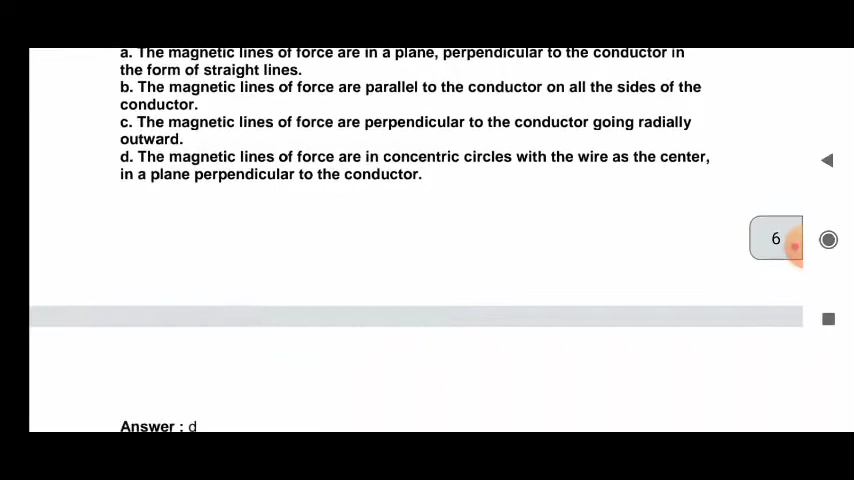 a. The magnetic lines of force are in a plane, perpendicular to the conductor in
the form of straight lines.
b. The magnetic lines of force are parallel to the conductor on all the sides of the
conductor.
c. The magnetic lines of force are perpendicular to the conductor going radially
outward.
d. The magnetic lines of force are in concentric circles with the wire as the center,
in a plane perpendicular to the conductor.
6
Answer : d